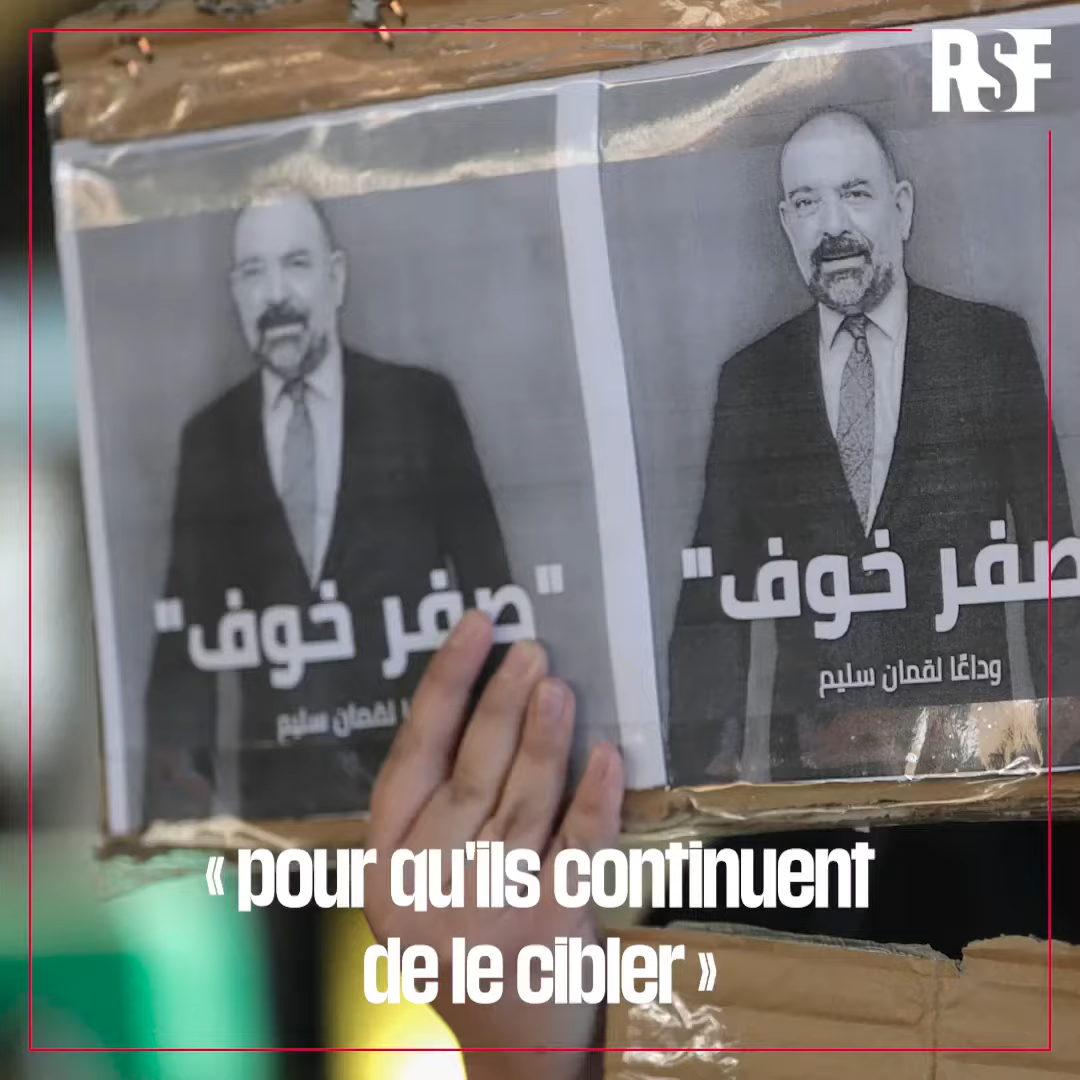 RSF
"صفر خوف"
لقمان سليم
"صفر خوف
وداعًا لقمان سليم
« pour qu'ils continuent
de le cibler »